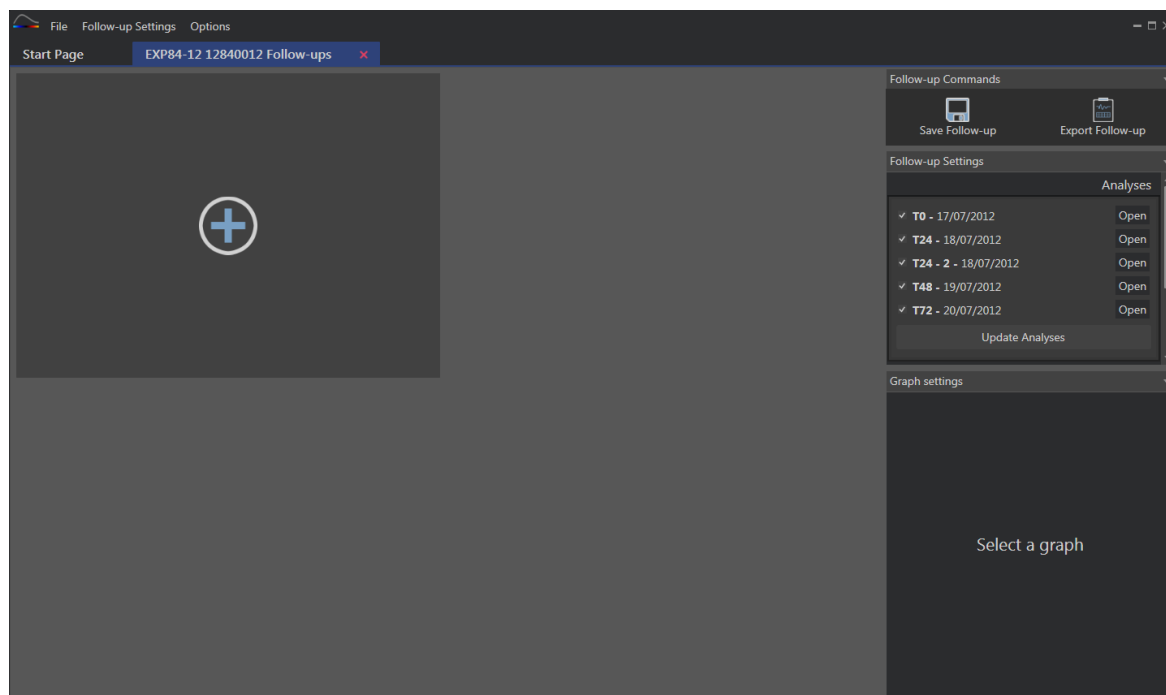 File Follow-up Settings Options
Start Page EXP84-12 12840012 Follow-ups
Follow-up Commands
Save Follow-up Export Follow-up
Follow-up Settings
Analyses
T0 - 17/07/2012 Open
T24 - 18/07/2012 Open
T24 - 2 - 18/07/2012 Open
T48 - 19/07/2012 Open
T72 - 20/07/2012 Open
Update Analyses
Graph settings
Select a graph